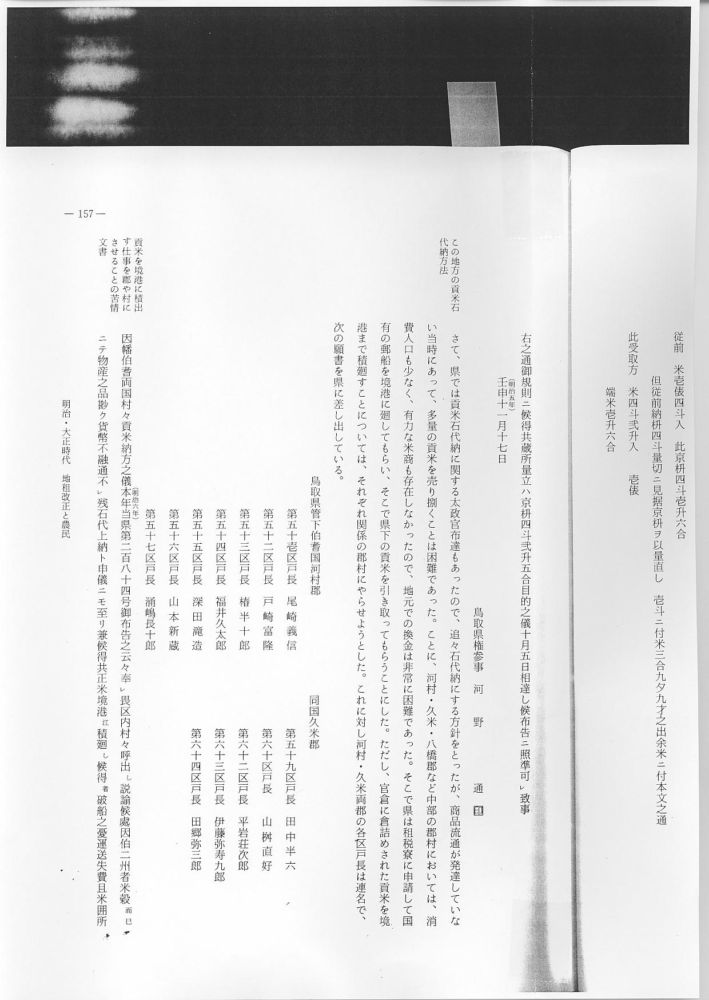 従前　米壱俵四斗入　此京枡四斗壱升六合
但従前納枡四斗量切ニ見据京枡ヲ以量直し　壱斗ニ付米三合九夕九才之出余米ニ付本文之通
此受取方　米四斗弐升入　壱俵
端米壱升六合
右之通御規則ニ候得共蔵所量立ハ京枡四斗弐升五合目的之儀十月五日相達し候布告ニ照準可レ致事
(明治五年)
壬申十一月十七日
鳥取県権参事　河野　通　印
この地方の貢米石
代納方法
さて、県では貢米石代納に関する太政官布達もあったので、追々石代納にする方針をとったが、商品流通が発達していな
い当時にあって、多量の貢米を売り捌くことは困難であった。ことに、河村・久米・八橋郡など中部の郡村においては、消
費人口も少なく、有力な米商も存在しなかったので、地元での換金は非常に困難であった。そこで県は租税寮に申請して国
有の郵船を境港に廻してもらい、そこで県下の貢米を引き取ってもらうことにした。ただし、官倉に倉詰めされた貢米を境
港まで積廻すことについては、それぞれ関係の郡村にやらせようとした。これに対し河村・久米両郡の各区戸長は連名で、
次の願書を県に差し出している。
鳥取県管下伯耆国河村郡
第五十壱区戸長　尾崎義信
第五十二区戸長　戸崎富隆
第五十三区戸長　椿半十郎
第五十四区戸長　福井久太郎
第五十五区戸長　深田滝造
第五十六区戸長　山本新蔵
第五十七区戸長　涌嶋長十郎
同国久米郡
第五十九区戸長　田中半六
第六十区戸長　山桝直好
第六十二区戸長　平岩荘次郎
第六十三区戸長　伊藤弥寿九郎
第六十四区戸長　田郷弥三郎
貢米を境港に積出
す仕事を郡や村に
させることの苦情
文書
(明治六年)
因幡伯耆両国村々貢米納方之儀本年当県第二百八十四号御布告之云々奉レ畏区内村々呼出し説諭候處因伯二州者米穀而已
ニテ物産之品尠ク貨幣不融通不レ残石代上納ト申儀ニモ至リ兼候得共正米境港江積廻し候得者破船之憂運送失費且米囲所
明治・大正時代　地租改正と農民
― 157 ―